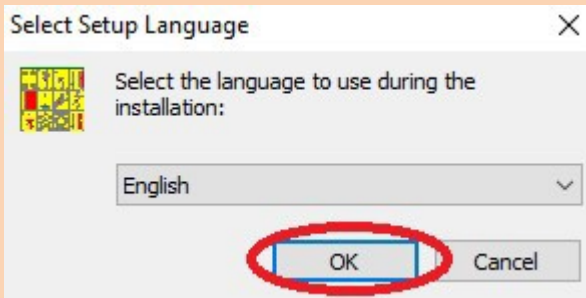 Select Setup Language
Select the language to use during the
installation:
English
OK
Cancel